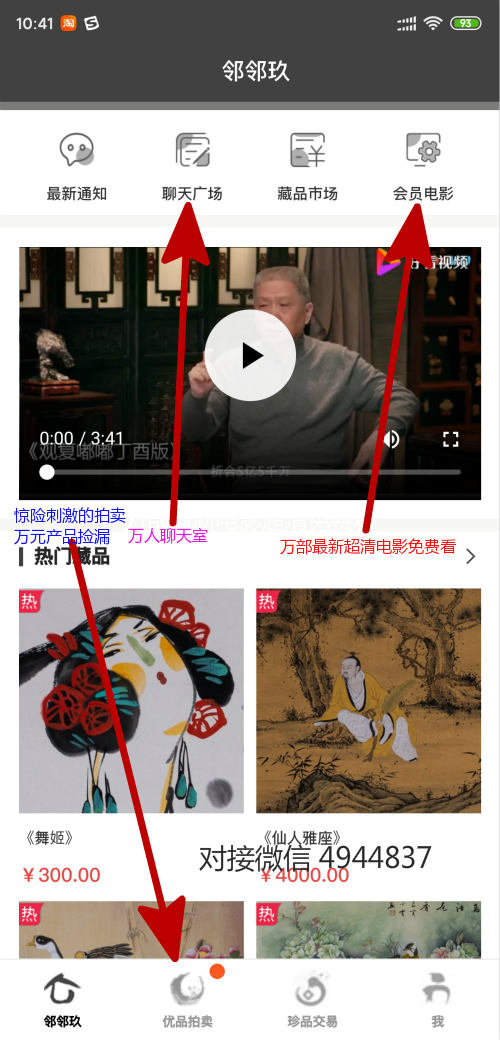 10:41
93
邻邻玖
最新通知
聊天广场
藏品市场
会员电影
好看视频
0:00 / 3:41
《观复嘟嘟丁酉版》
折合5亿5千万
惊险刺激的拍卖
万元产品捡漏
万人聊天室
万部最新超清电影免费看
热门藏品
热
热
《舞姬》
《仙人雅座》
¥300.00
¥4000.00
对接微信 4944837
热
热
邻邻玖
优品拍卖
珍品交易
我